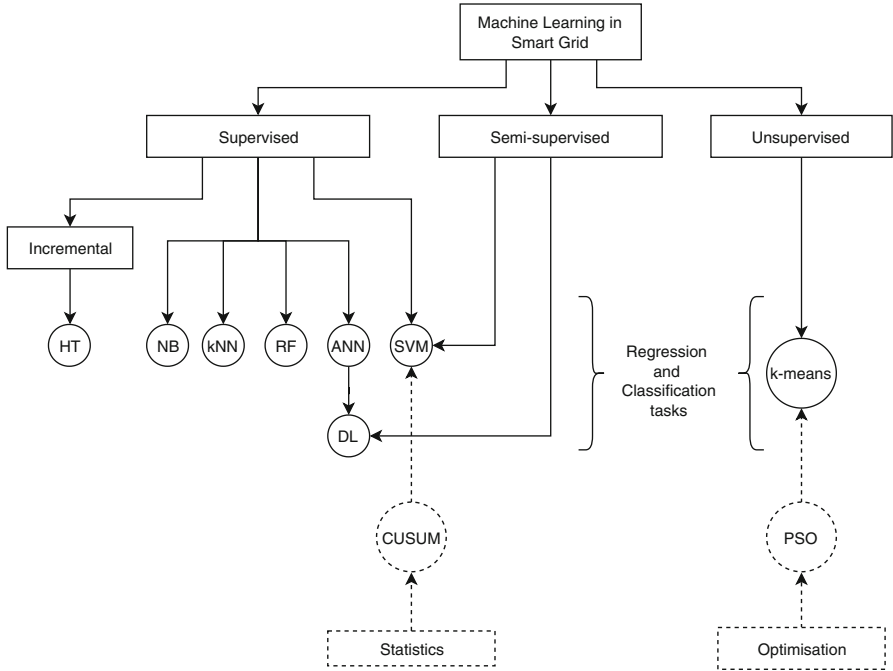 Machine Learning in
Smart Grid
Supervised
Semi-supervised
Unsupervised
Incremental
HT
NB
kNN
RF
ANN
SVM
Regression
and
Classification
tasks
k-means
DL
CUSUM
PSO
Statistics
Optimisation